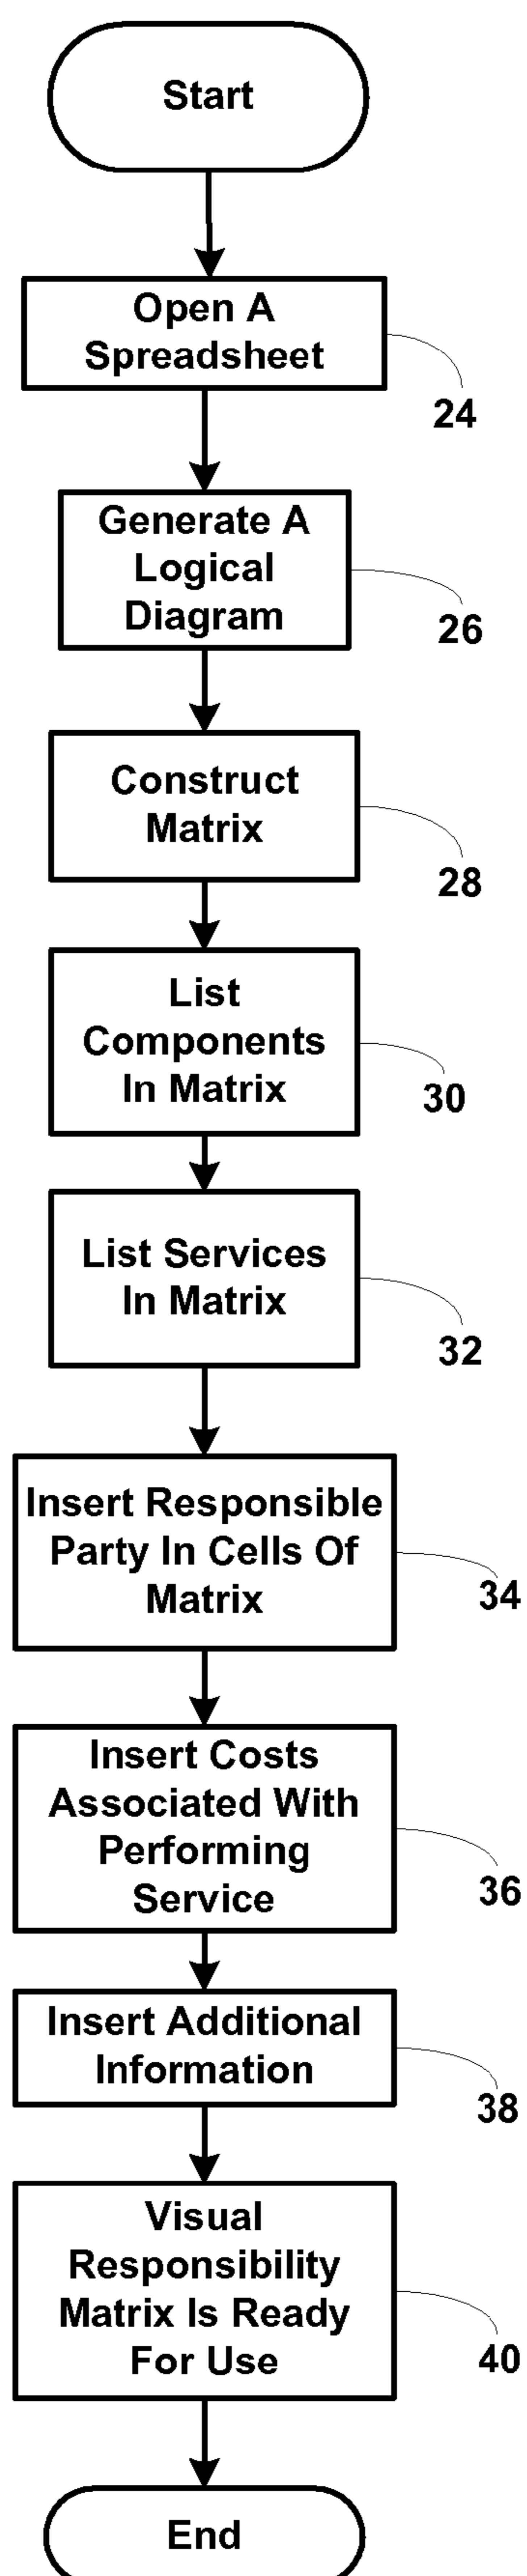 Start
Open A
Spreadsheet
24
Generate A
Logical
Diagram
26
Construct
Matrix
28
List
Components
In Matrix
30
List Services
In Matrix
32
Insert Responsible
Party In Cells Of
Matrix
34
Insert Costs
Associated With
Performing
Service
36
Insert Additional
Information
38
Visual
Responsibility
Matrix Is Ready
For Use
40
End